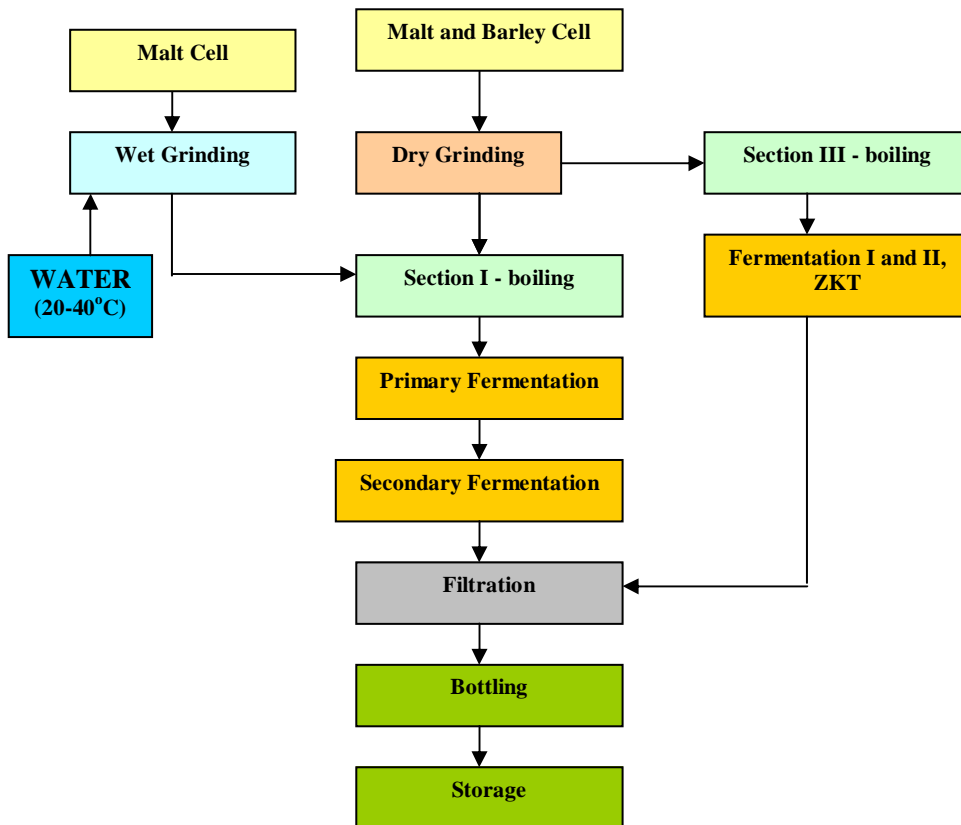 Malt Cell
Malt and Barley Cell
Wet Grinding
Dry Grinding
Section III - boiling
WATER
(20-40°C)
Section I - boiling
Fermentation I and II,
ZKT
Primary Fermentation
Secondary Fermentation
Filtration
Bottling
Storage